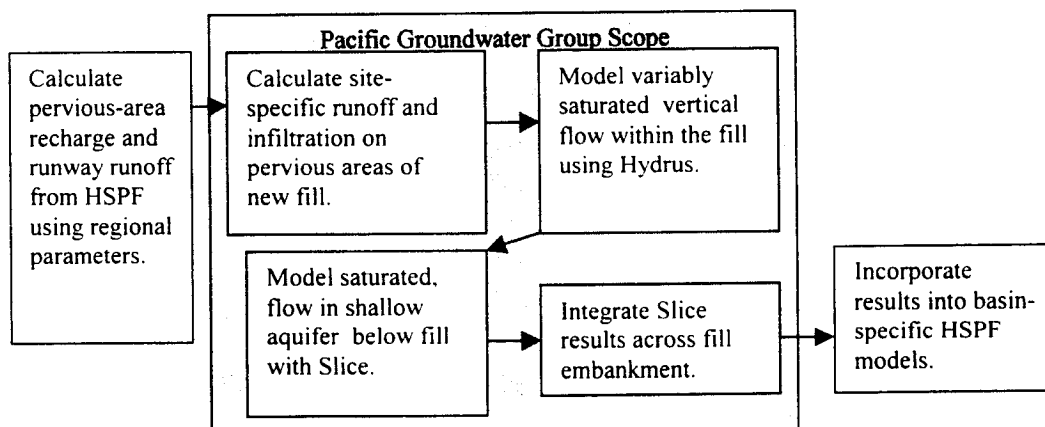 Pacific Groundwater Group Scope
Calculate
pervious-area
recharge and
runway runoff
from HSPF
using regional
parameters.
Calculate site-
specific runoff and
infiltration on
pervious areas of
new fill.
Model variably
saturated vertical
flow within the fill
using Hydrus.
Model saturated,
flow in shallow
aquifer below fill
with Slice.
Integrate Slice
results across fill
embankment.
Incorporate
results into basin-
specific HSPF
models.